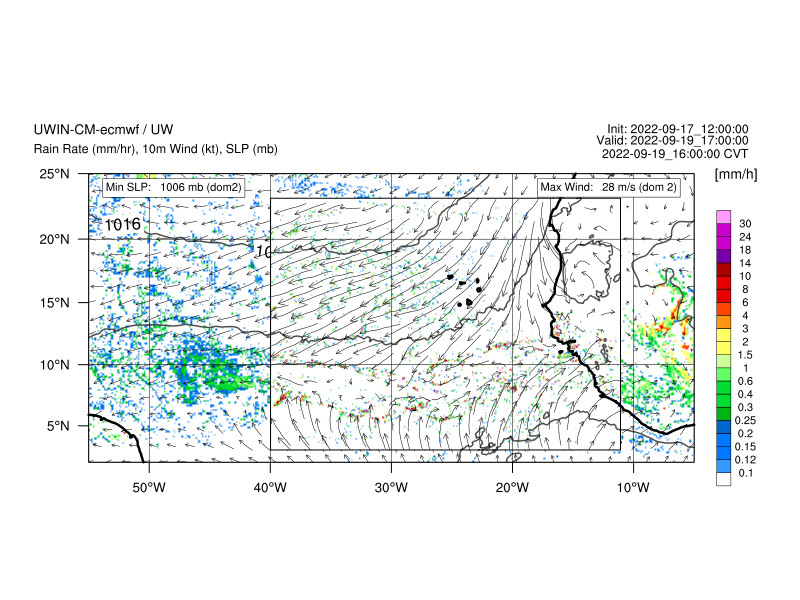 UWIN-CM-ecmwf / UW
Init: 2022-09-17_12:00:00
Valid: 2022-09-19_17:00:00
Rain Rate (mm/hr), 10m Wind (kt), SLP (mb)
2022-09-19_16:00:00 CVT
25°N
[mm/h]
Min SLP: 1006 mb (dom2)
Max Wind: 28 m/s (dom 2)
1016
10
20°N
15°N
10°N
5°N
30
24
18
14
10
8
6
4
3
2
1.5
1
0.6
0.4
0.3
0.25
0.2
0.15
0.12
0.1
50°W
40°W
30°W
20°W
10°W